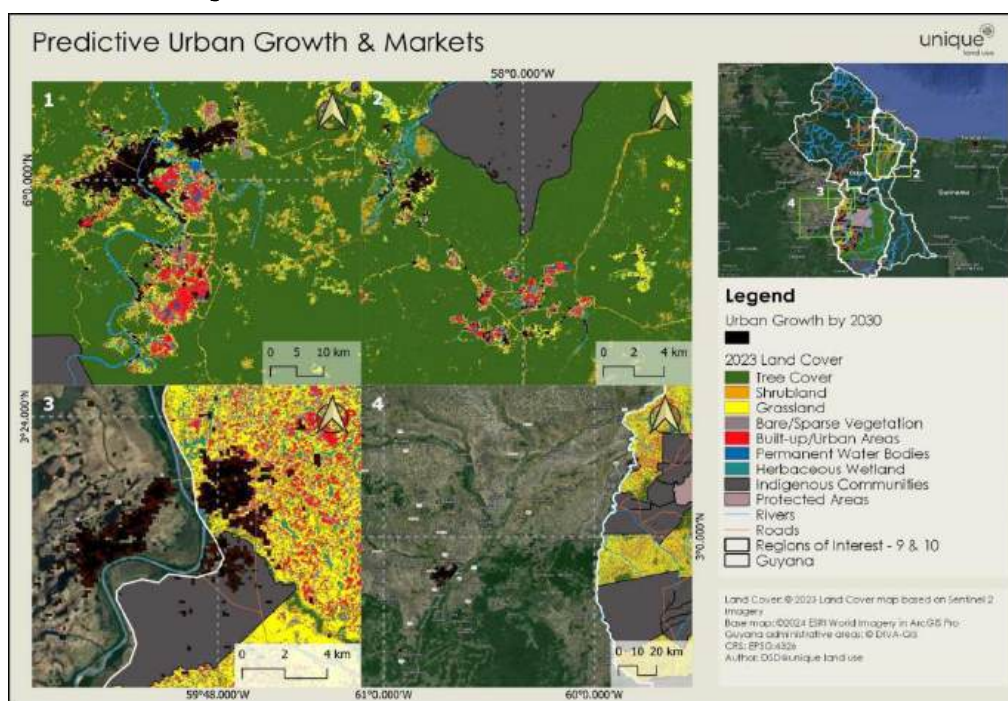 Predictive Urban Growth & Markets
unique
land use
58°0.000'W
1
2
6°0.000'N
0 5 10 km
0 2 4 km
3
4
3°24.000'N
3°0.000'N
0 2 4 km
0 10 20 km
59°48.000'W
61°0.000'W
60°0.000'W
1
2
3
4
Suriname
Legend
Urban Growth by 2030
2023 Land Cover
Tree Cover
Shrubland
Grassland
Bare/Sparse Vegetation
Built-up/Urban Areas
Permanent Water Bodies
Herbaceous Wetland
Indigenous Communities
Protected Areas
Rivers
Roads
Regions of Interest - 9 & 10
Guyana
Land Cover: © 2023 Land Cover map based on Sentinel 2
Imagery
Base map: ©2024 ESRI World Imagery in ArcGIS Pro
Guyana administrative areas: © DIVA-GIS
CRS: EPSG:4326
Author: DSD@unique land use